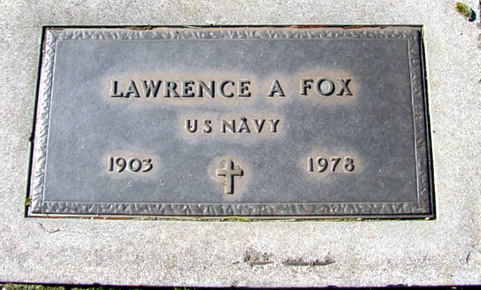 LAWRENCE A FOX
US NAVY
1903 1978